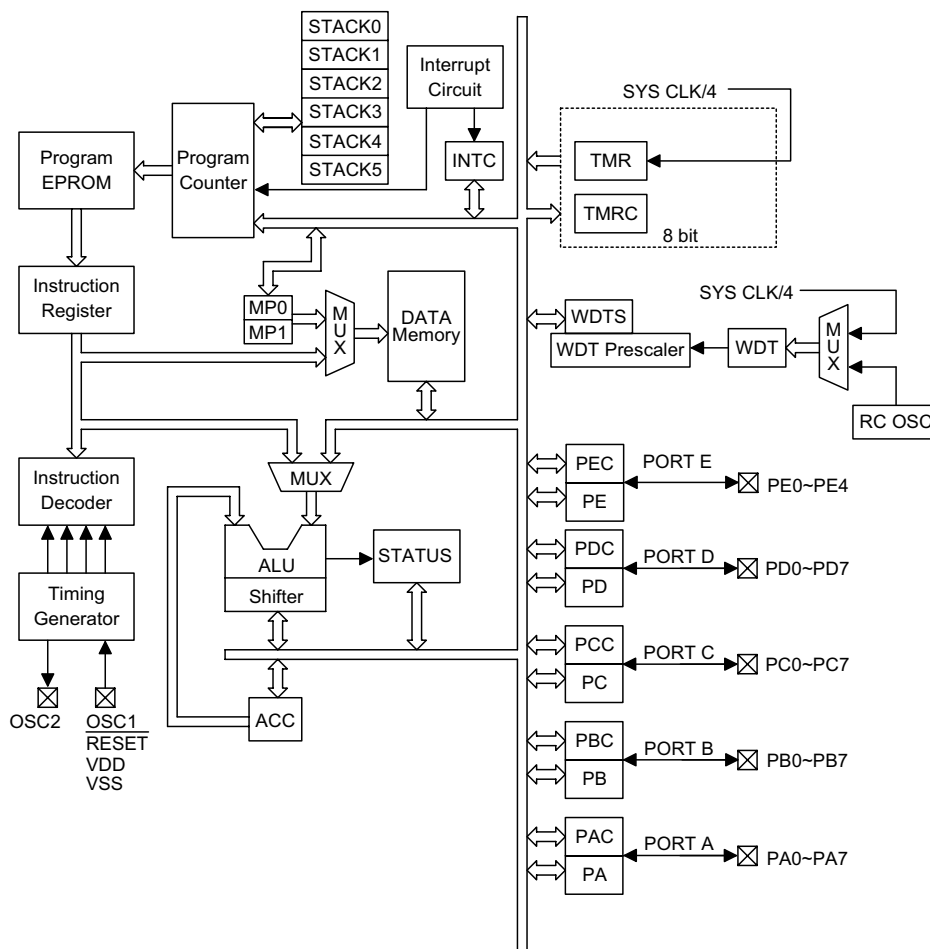 STACK0
STACK1
STACK2
STACK3
STACK4
STACK5
Interrupt
Circuit
SYS CLK/4
Program
EPROM
Program
Counter
INTC
TMR
TMRC
8 bit
Instruction
Register
MP0
MP1
MUX
DATA
Memory
SYS CLK/4
WDTS
WDT Prescaler
WDT
MUX
RC OSC
Instruction
Decoder
MUX
ALU
Shifter
STATUS
PEC
PE
PORT E
PE0~PE4
Timing
Generator
PDC
PD
PORT D
PD0~PD7
PCC
PC
PORT C
PC0~PC7
OSC2
OSC1
RESET
VDD
VSS
ACC
PBC
PB
PORT B
PB0~PB7
PAC
PA
PORT A
PA0~PA7